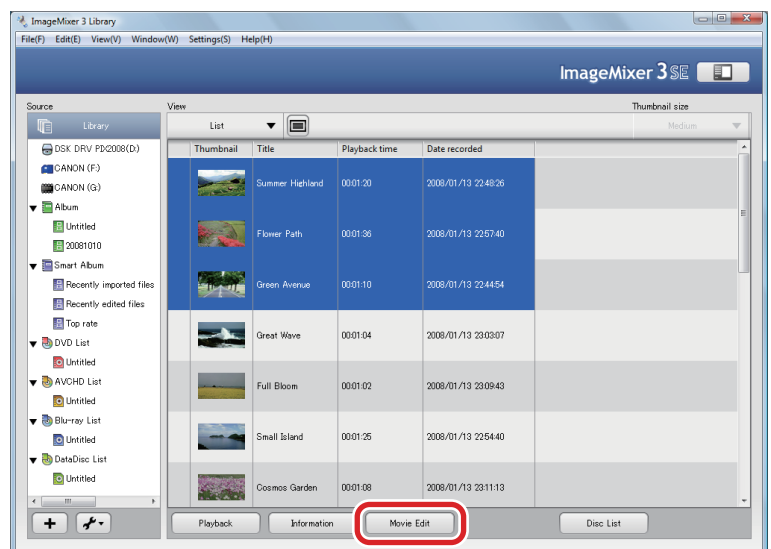 ImageMixer 3 Library
File(F) Edit(E) View(V) Window(W) Settings(S) Help(H)
ImageMixer 3 SE
Source View Thumbnail size
Library List Medium
Thumbnail Title Playback time Date recorded
DSK DRV PD(2008(D:)
CANON (F:)
CANON (G:)
Album
Untitled
20081010
Smart Album
Recently imported files
Recently edited files
Top rate
DVD List
Untitled
AVCHD List
Untitled
Blu-ray List
Untitled
DataDisc List
Untitled
Summer Highland 00:01:20 2008/01/13 22:48:26
Flower Path 00:01:36 2008/01/13 22:57:40
Green Avenue 00:01:10 2008/01/13 22:44:54
Great Wave 00:01:04 2008/01/13 23:03:07
Full Bloom 00:01:02 2008/01/13 23:09:43
Small Island 00:01:25 2008/01/13 22:54:40
Cosmos Garden 00:01:08 2008/01/13 23:11:13
Playback Information Movie Edit Disc List